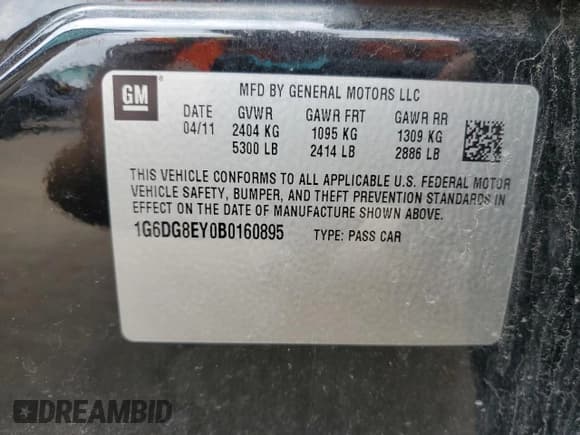 GM
MFD BY GENERAL MOTORS LLC
DATE GVWR GAWR FRT GAWR RR
04/11 2404 KG 1095 KG 1309 KG
5300 LB 2414 LB 2886 LB
THIS VEHICLE CONFORMS TO ALL APPLICABLE U.S. FEDERAL MOTOR
VEHICLE SAFETY, BUMPER, AND THEFT PREVENTION STANDARDS IN
EFFECT ON THE DATE OF MANUFACTURE SHOWN ABOVE.
1G6DG8EY0B0160895 TYPE: PASS CAR
DREAMBID